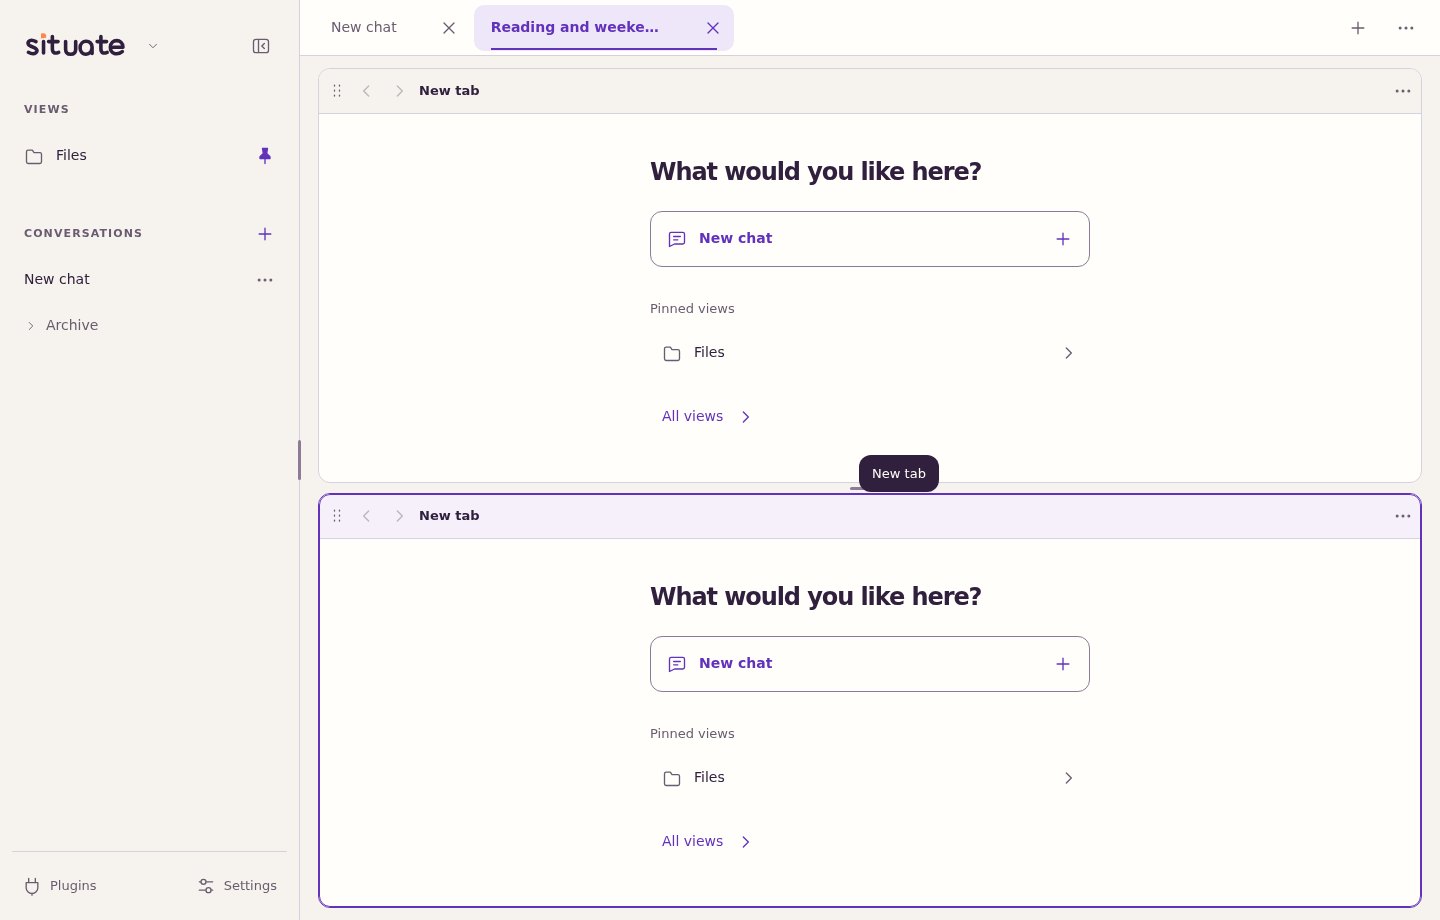 situate
New chat
Reading and weeke...
VIEWS
Files
CONVERSATIONS
New chat
Archive
Plugins
Settings
New tab
What would you like here?
New chat
Pinned views
Files
All views
New tab
New tab
What would you like here?
New chat
Pinned views
Files
All views